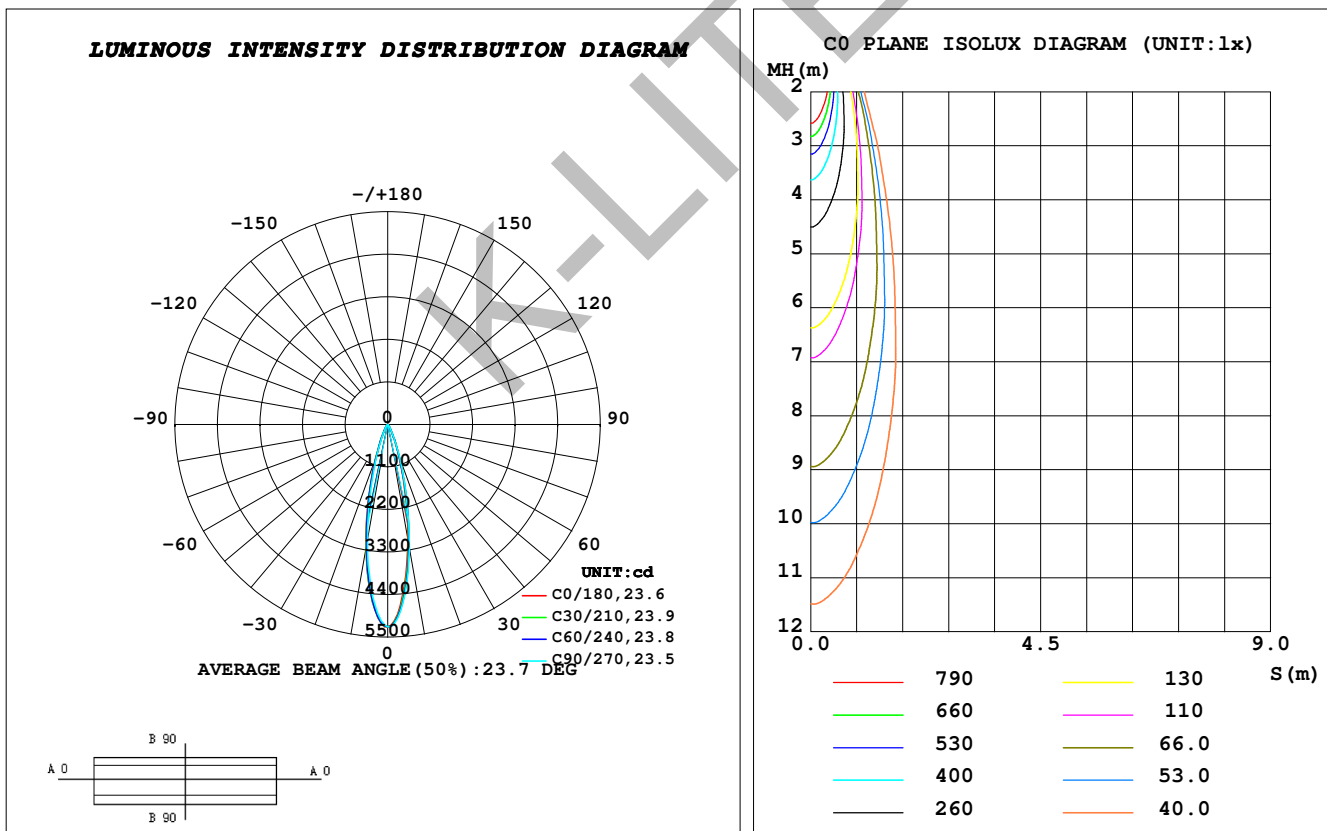 LUMINOUS INTENSITY DISTRIBUTION DIAGRAM
-/+180
-150
150
-120
120
-90
90
-60
60
-30
30
0
0
1100
2200
3300
4400
5500
UNIT:cd
C0/180,23.6
C30/210,23.9
C60/240,23.8
C90/270,23.5
AVERAGE BEAM ANGLE(50%):23.7 DEG
B 90
A 0
A 0
B 90
K-LITE
C0 PLANE ISOLUX DIAGRAM (UNIT:lx)
MH(m)
2
3
4
5
6
7
8
9
10
11
12
0.0
4.5
9.0
S(m)
790
130
660
110
530
66.0
400
53.0
260
40.0